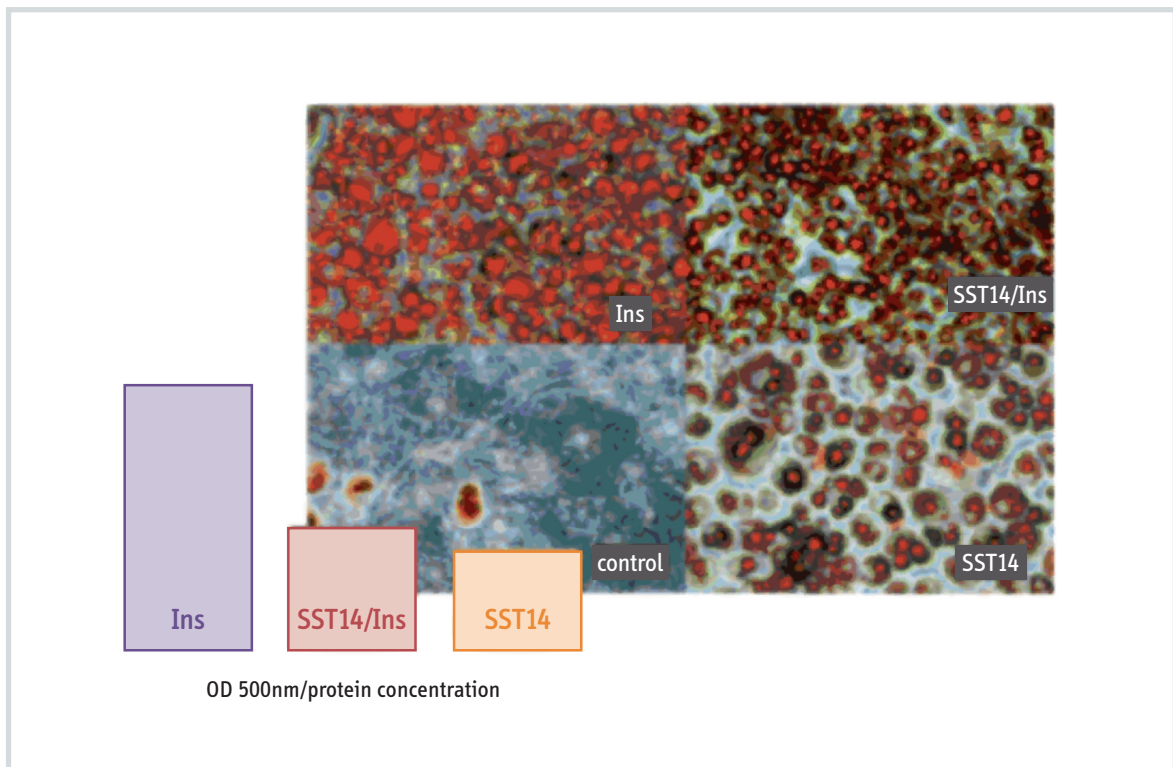 Ins
SST14/Ins
control
SST14
Ins
SST14/Ins
SST14
OD 500nm/protein concentration